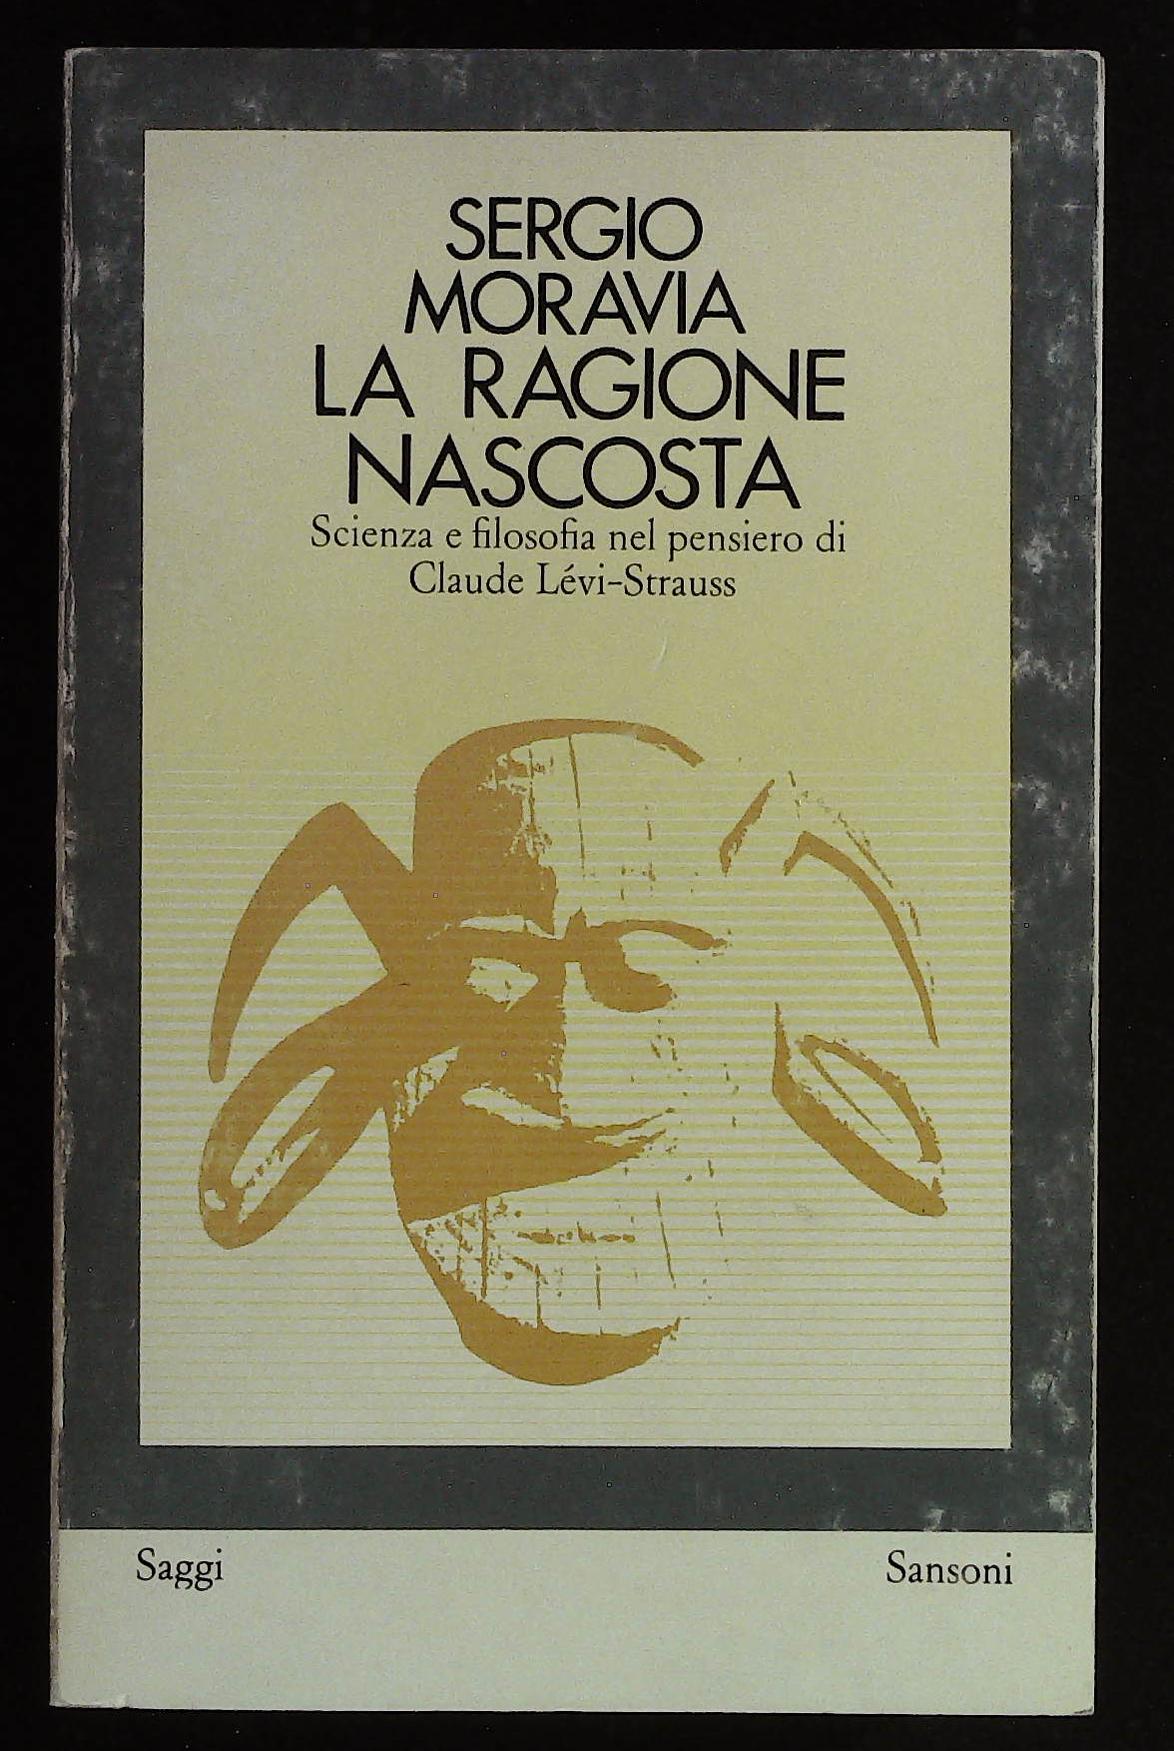 SERGIO
MORAVIA
LA RAGIONE
NASCOSTA
Scienza e filosofia nel pensiero di
Claude Lévi-Strauss
Saggi
Sansoni